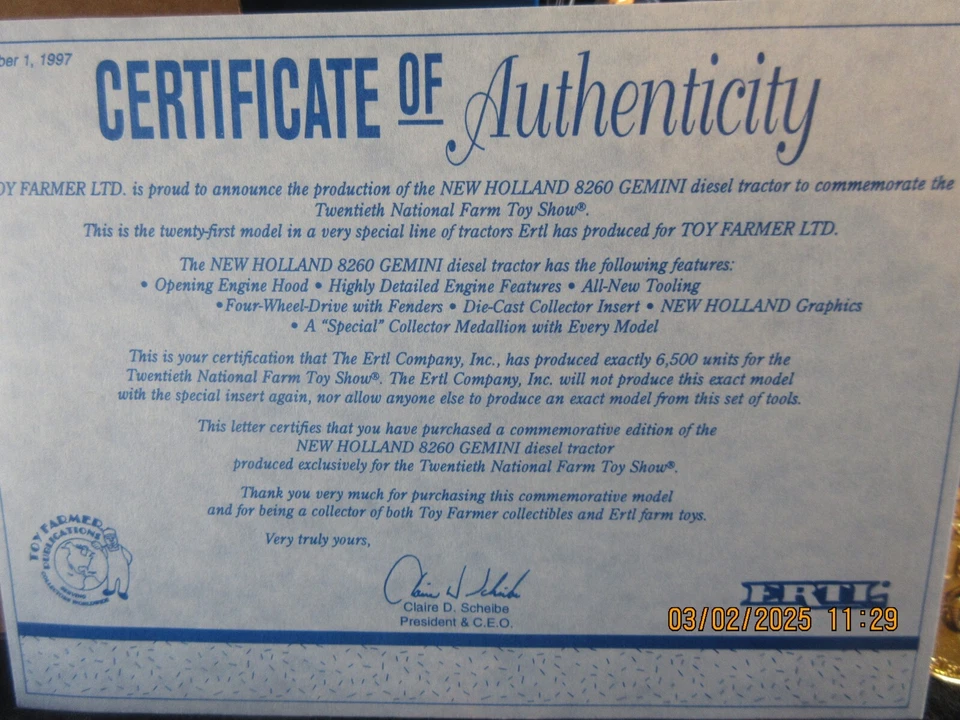 ber 1, 1997
CERTIFICATE OF Authenticity
OY FARMER LTD. is proud to announce the production of the NEW HOLLAND 8260 GEMINI diesel tractor to commemorate the
Twentieth National Farm Toy Show®.
This is the twenty-first model in a very special line of tractors Ertl has produced for TOY FARMER LTD.
The NEW HOLLAND 8260 GEMINI diesel tractor has the following features:
• Opening Engine Hood • Highly Detailed Engine Features • All-New Tooling
• Four-Wheel-Drive with Fenders • Die-Cast Collector Insert • NEW HOLLAND Graphics
• A “Special” Collector Medallion with Every Model
This is your certification that The Ertl Company, Inc., has produced exactly 6,500 units for the
Twentieth National Farm Toy Show®. The Ertl Company, Inc. will not produce this exact model
with the special insert again, nor allow anyone else to produce an exact model from this set of tools.
This letter certifies that you have purchased a commemorative edition of the
NEW HOLLAND 8260 GEMINI diesel tractor
produced exclusively for the Twentieth National Farm Toy Show®.
Thank you very much for purchasing this commemorative model
and for being a collector of both Toy Farmer collectibles and Ertl farm toys.
Very truly yours,
TOY FARMER
PUBLICATIONS
SERVING
COLLECTORS WORLDWIDE
Claire D. Scheibe
Claire D. Scheibe
President & C.E.O.
ERTL
03/02/2025 11:29